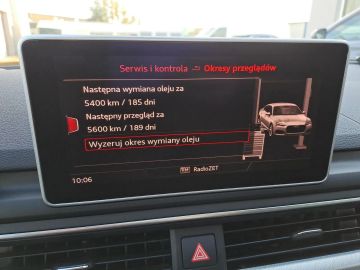 Serwis i kontrola Okresy przeglądów
Następna wymiana oleju za
5400 km / 185 dni
Następny przegląd za
5600 km / 189 dni
Wyzeruj okres wymiany oleju
10:06
RadioZET